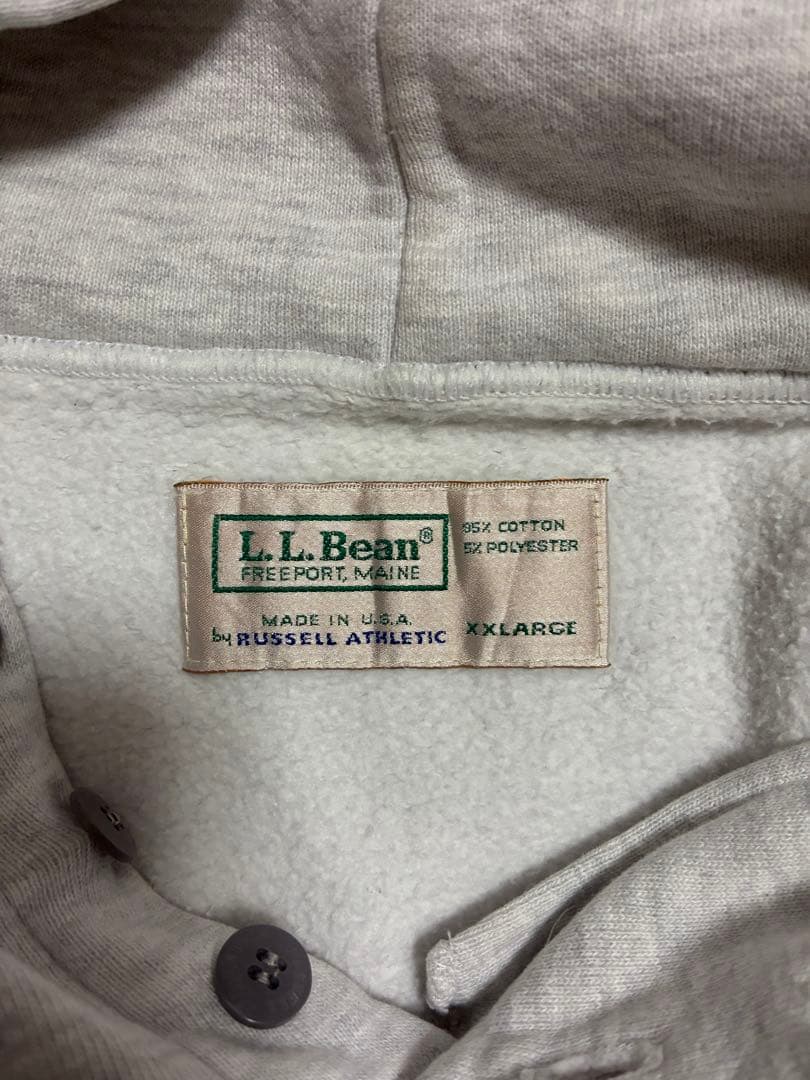 L.L.Bean®
FREEPORT, MAINE
95% COTTON
5% POLYESTER
MADE IN U.S.A.
by RUSSELL ATHLETIC
XXLARGE